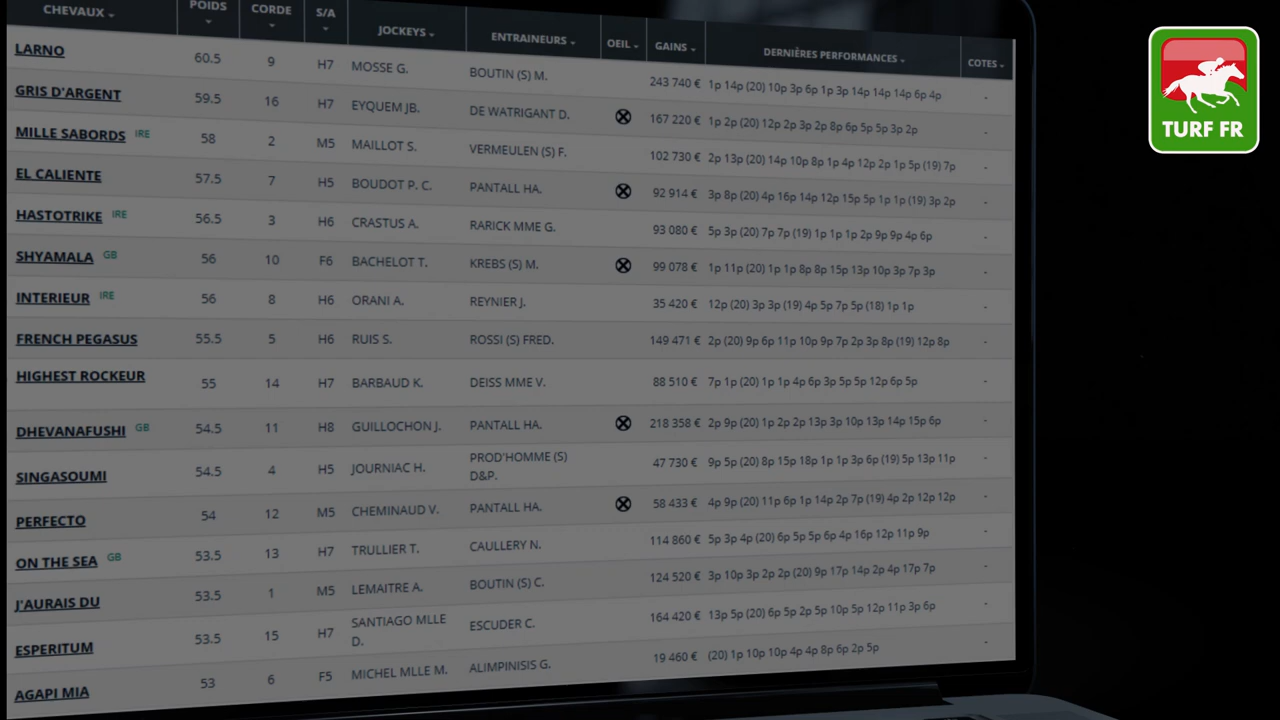 CHEVAUX POIDS CORDE S/A JOCKEYS ENTRAINEURS OEIL GAINS DERNIÈRES PERFORMANCES COTES
LARNO 60.5 9 H7 MOSSE G. BOUTIN (S) M. 243 740 € 1p 14p (20) 10p 3p 6p 1p 3p 14p 14p 14p 6p 4p -
GRIS D'ARGENT 59.5 16 H7 EYQUEM JB. DE WATRIGANT D. 167 220 € 1p 2p (20) 12p 2p 3p 2p 8p 6p 5p 5p 3p 2p -
MILLE SABORDS IRE 58 2 M5 MAILLOT S. VERMEULEN (S) F. 102 730 € 2p 13p (20) 14p 10p 8p 1p 4p 12p 2p 1p 5p (19) 7p -
EL CALIENTE 57.5 7 H5 BOUDOT P. C. PANTALL HA. 92 914 € 3p 8p (20) 4p 16p 14p 12p 15p 5p 1p 1p (19) 3p 2p -
HASTOTRIKE IRE 56.5 3 H6 CRASTUS A. RARICK MME G. 93 080 € 5p 3p (20) 7p 7p (19) 1p 1p 1p 2p 9p 9p 4p 6p -
SHYAMALA GB 56 10 F6 BACHELOT T. KREBS (S) M. 99 078 € 1p 11p (20) 1p 1p 8p 8p 15p 13p 10p 3p 7p 3p -
INTERIEUR IRE 56 8 H6 ORANI A. REYNIER J. 35 420 € 12p (20) 3p 3p (19) 4p 5p 7p 5p (18) 1p 1p -
FRENCH PEGASUS 55.5 5 H6 RUIS S. ROSSI (S) FRED. 149 471 € 2p (20) 9p 6p 11p 10p 9p 7p 2p 3p 8p (19) 12p 8p -
HIGHEST ROCKEUR 55 14 H7 BARBAUD K. DEISS MME V. 88 510 € 7p 1p (20) 1p 1p 4p 6p 3p 5p 5p 12p 6p 5p -
DHEVANAFUSHI GB 54.5 11 H8 GUILLOCHON J. PANTALL HA. 218 358 € 2p 9p (20) 1p 2p 2p 13p 3p 10p 13p 14p 15p 6p -
SINGASOUMI 54.5 4 H5 JOURNIAC H. PROD'HOMME (S) D&P. 47 730 € 9p 5p (20) 8p 15p 18p 1p 1p 3p 6p (19) 5p 13p 11p -
PERFECTO 54 12 M5 CHEMINAUD V. PANTALL HA. 58 433 € 4p 9p (20) 11p 6p 1p 14p 2p 7p (19) 4p 2p 12p 12p -
ON THE SEA GB 53.5 13 H7 TRULLIER T. CAULLERY N. 114 860 € 5p 3p 4p (20) 6p 5p 5p 6p 4p 16p 12p 11p 9p -
J'AURAIS DU 53.5 1 M5 LEMAITRE A. BOUTIN (S) C. 124 520 € 3p 10p 3p 2p 2p (20) 9p 17p 14p 2p 4p 17p 7p -
ESPERITUM 53.5 15 H7 SANTIAGO MLLE D. ESCUDER C. 164 420 € 13p 5p (20) 6p 5p 2p 5p 10p 5p 12p 11p 3p 6p -
AGAPI MIA 53 6 F5 MICHEL MLLE M. ALIMPINISIS G. 19 460 € (20) 1p 10p 10p 4p 4p 8p 6p 2p 5p -
TURF FR